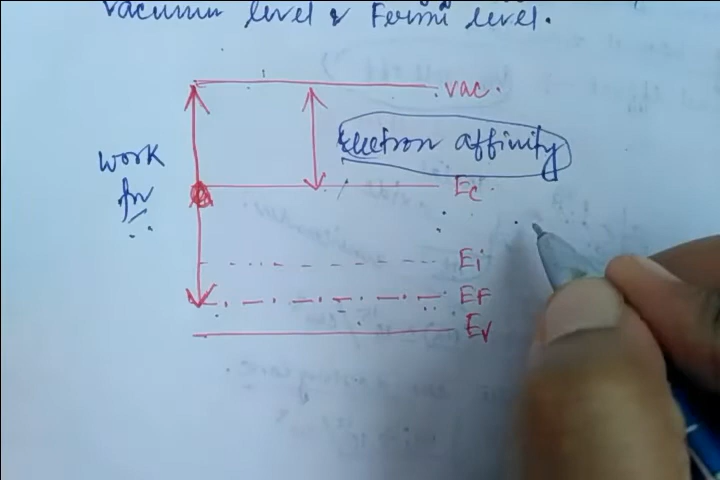 Vacuum level & Fermi level.
vac.
Electron affinity
work
fn
Ec.
Ei
EF
Ev